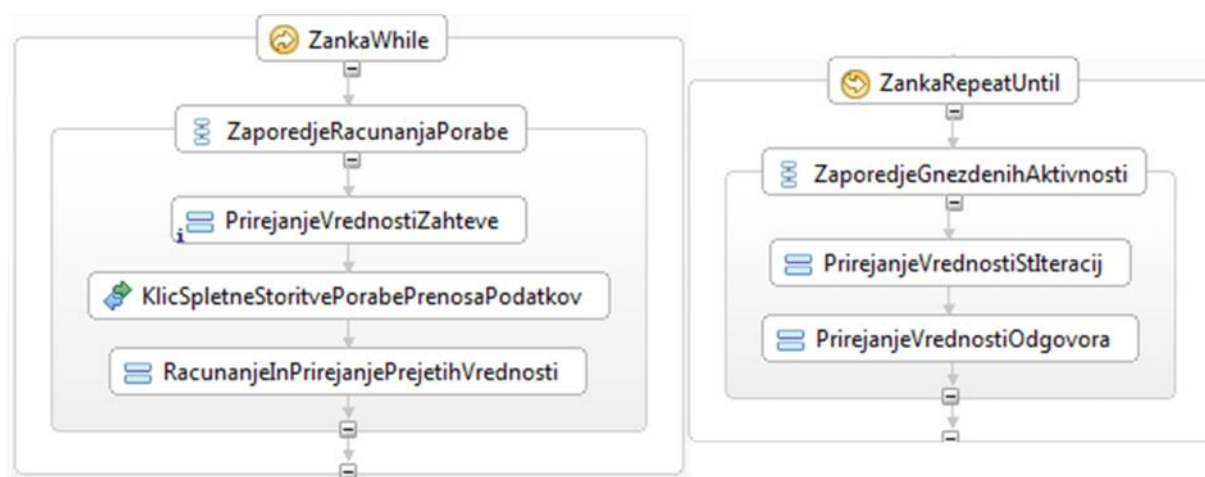 ZankaWhile
ZaporedjeRacunanjaPorabe
PrirejanjeVrednostiZahteve
KlicSpletneStoritvePorabePrenosaPodatkov
RacunanjeInPrirejanjePrejetihVrednosti
ZankaRepeatUntil
ZaporedjeGnezdenihAktivnosti
PrirejanjeVrednostiStIteracij
PrirejanjeVrednostiOdgovora